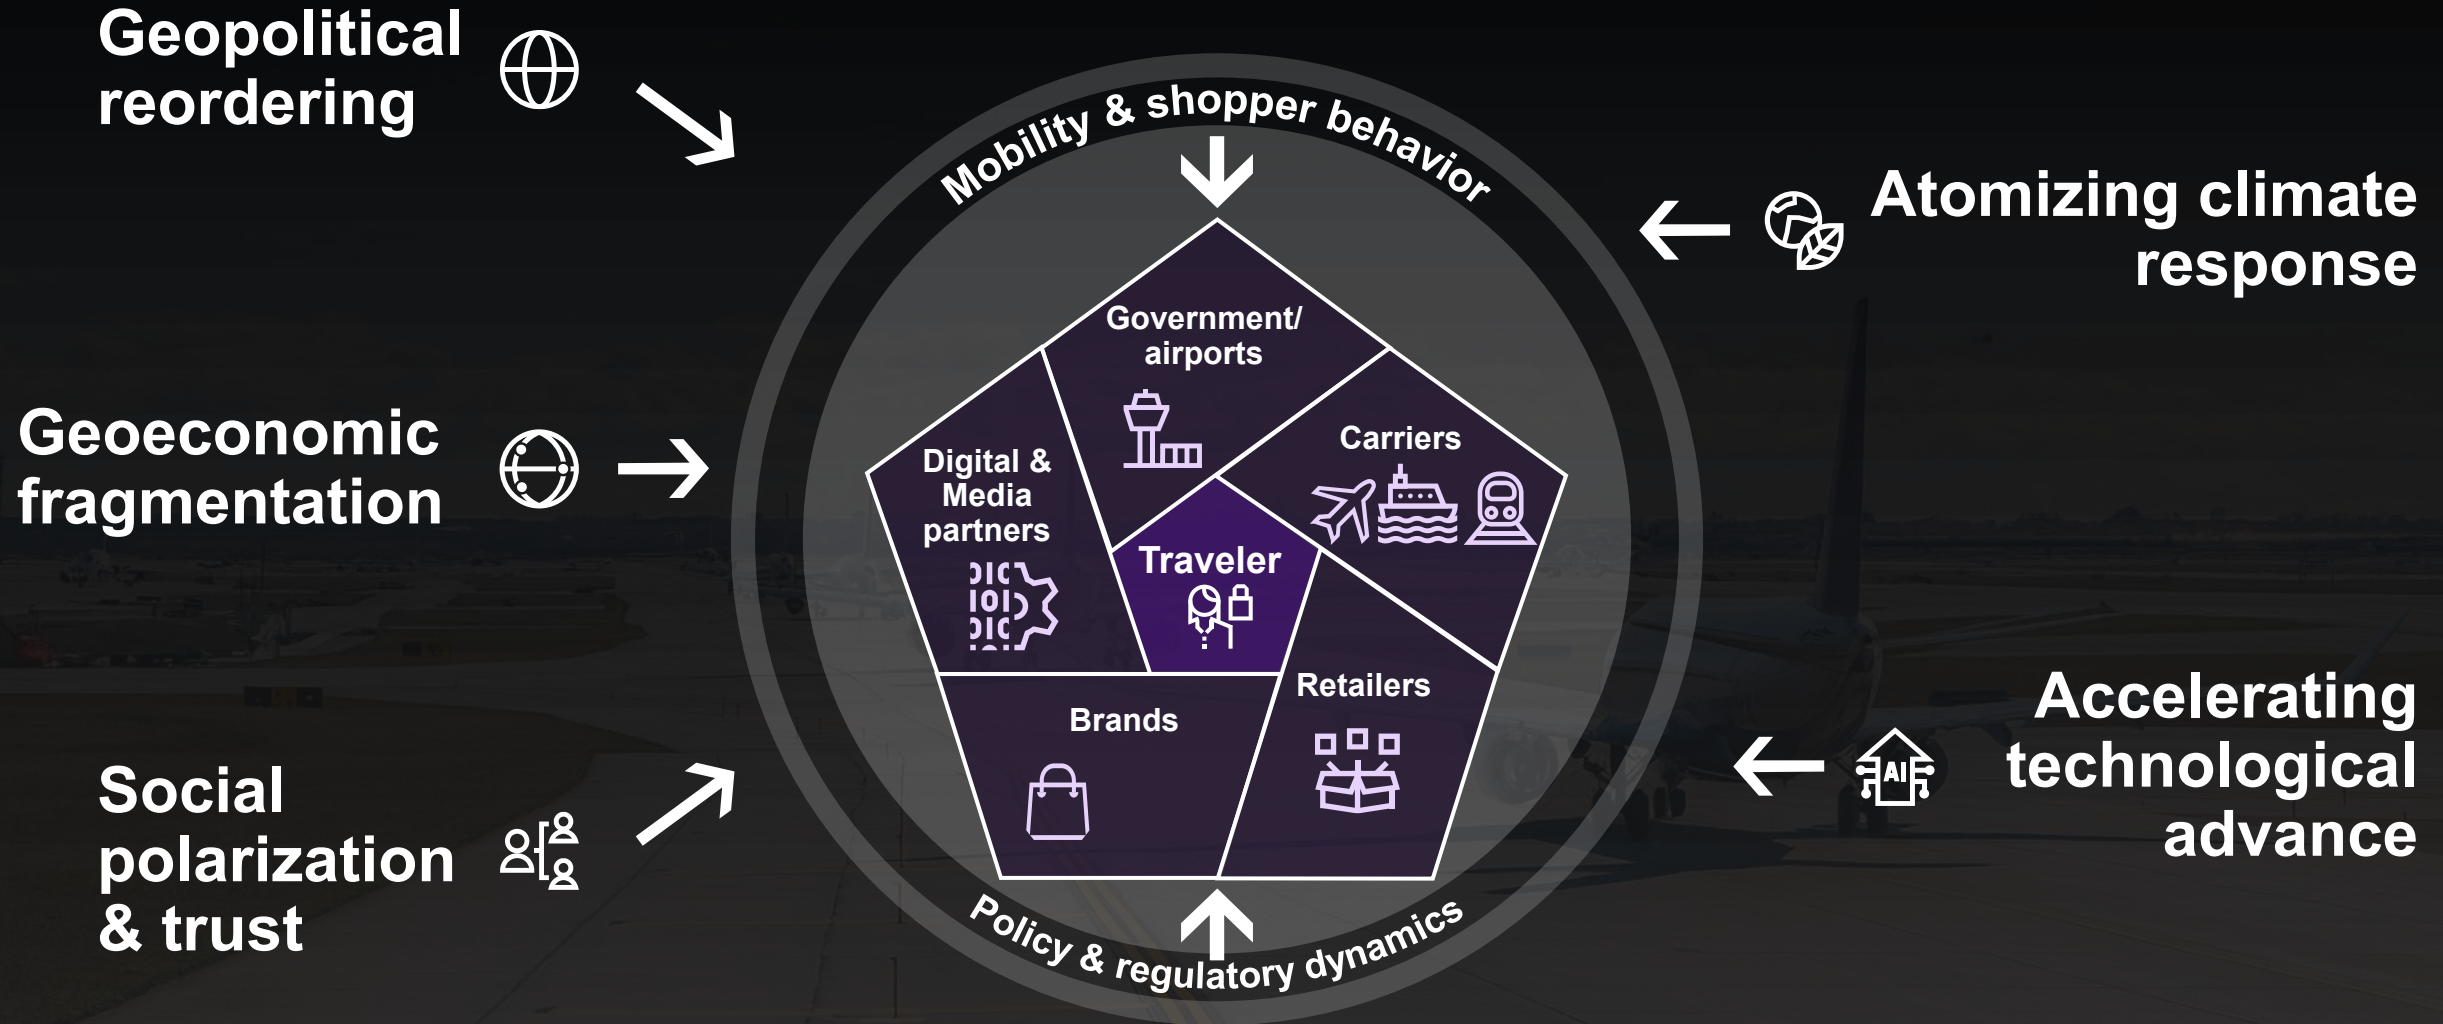 Geopolitical
reordering
Geoeconomic
fragmentation
Social
polarization
& trust
Mobility & shopper behavior
Government/
airports
Carriers
Digital &
Media
partners
Traveler
Retailers
Brands
Policy & regulatory dynamics
Atomizing climate
response
AI
Accelerating
technological
advance